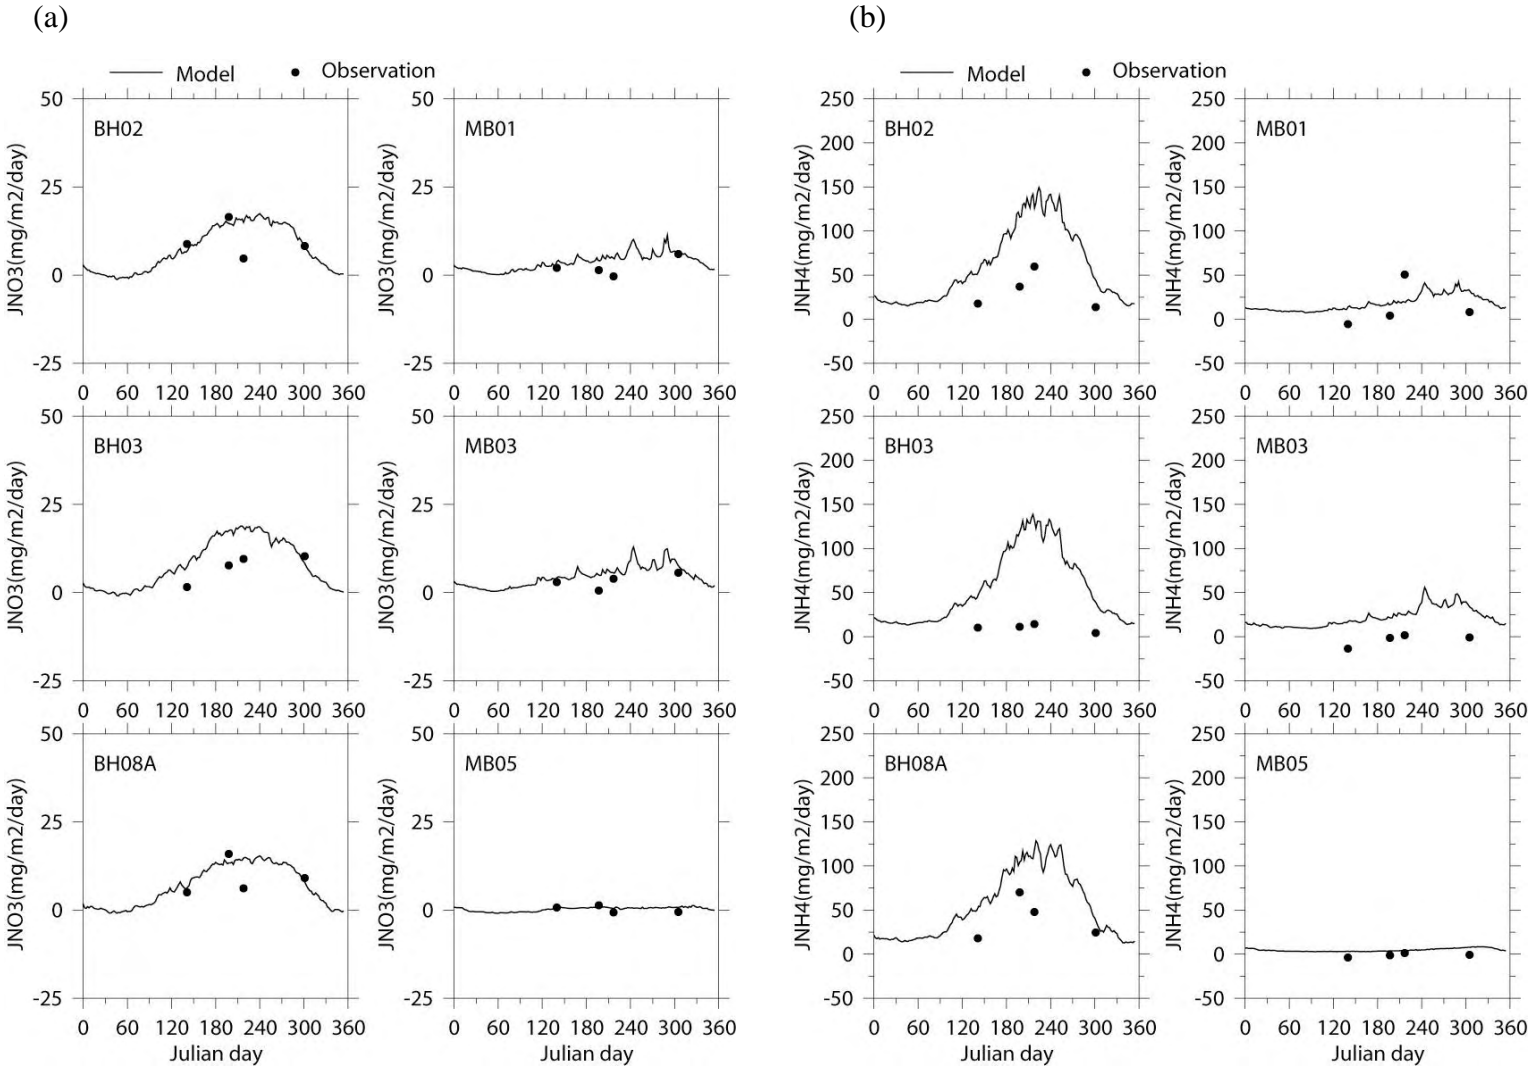 (a) (b)
Model Observation Model Observation
50 50 250 250
BH02 MB01 BH02 MB01
200 200
25 25 150 150
JNO3(mg/m2/day) JNO3(mg/m2/day) JNH4(mg/m2/day) JNH4(mg/m2/day)
100 100
0 0 50 50
0 0
-25 -25 -50 -50
0 60 120 180 240 300 360 0 60 120 180 240 300 360 0 60 120 180 240 300 360 0 60 120 180 240 300 360
50 50 250 250
BH03 MB03 BH03 MB03
200 200
25 25 150 150
JNO3(mg/m2/day) JNO3(mg/m2/day) JNH4(mg/m2/day) JNH4(mg/m2/day)
100 100
0 0 50 50
0 0
-25 -25 -50 -50
0 60 120 180 240 300 360 0 60 120 180 240 300 360 0 60 120 180 240 300 360 0 60 120 180 240 300 360
50 50 250 250
BH08A MB05 BH08A MB05
200 200
25 25 150 150
JNO3(mg/m2/day) JNO3(mg/m2/day) JNH4(mg/m2/day) JNH4(mg/m2/day)
100 100
0 0 50 50
0 0
-25 -25 -50 -50
0 60 120 180 240 300 360 0 60 120 180 240 300 360 0 60 120 180 240 300 360 0 60 120 180 240 300 360
Julian day Julian day Julian day Julian day